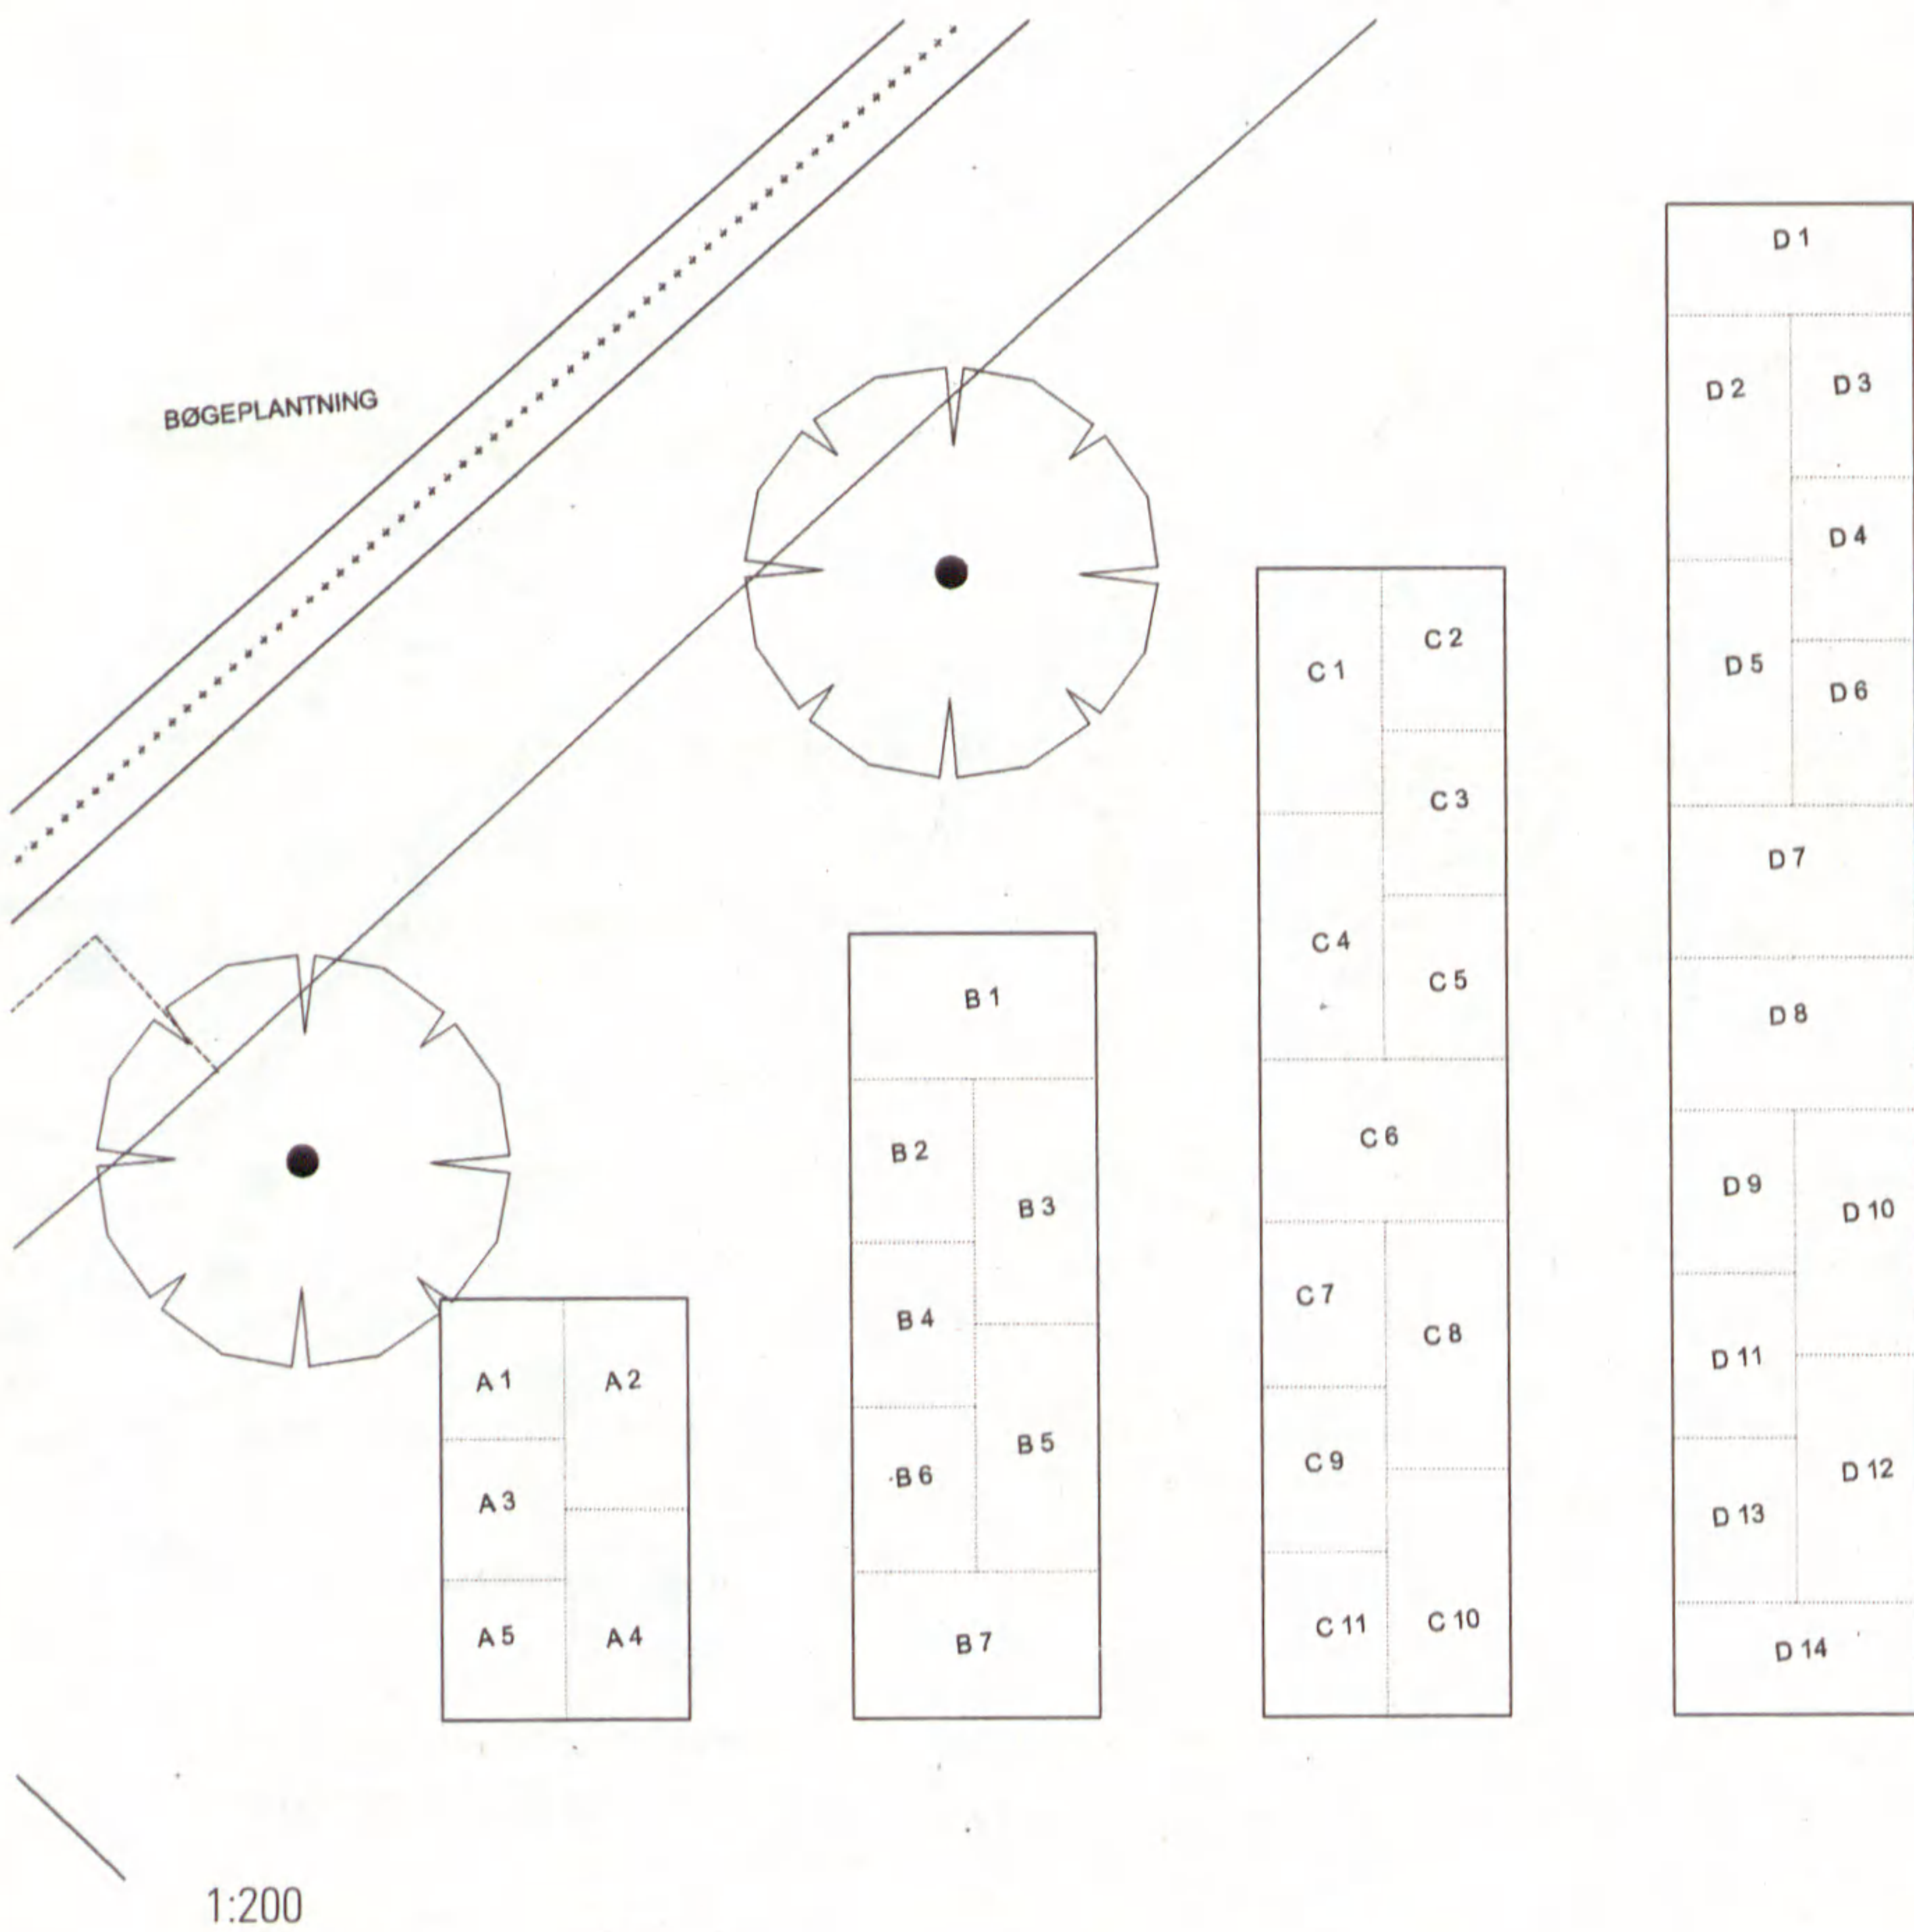 BØGEPLANTNING
A 1
A 2
A 3
A 4
A 5
B 1
B 2
B 3
B 4
B 5
B 6
B 7
C 1
C 2
C 3
C 4
C 5
C 6
C 7
C 8
C 9
C 10
C 11
D 1
D 2
D 3
D 4
D 5
D 6
D 7
D 8
D 9
D 10
D 11
D 12
D 13
D 14
1:200